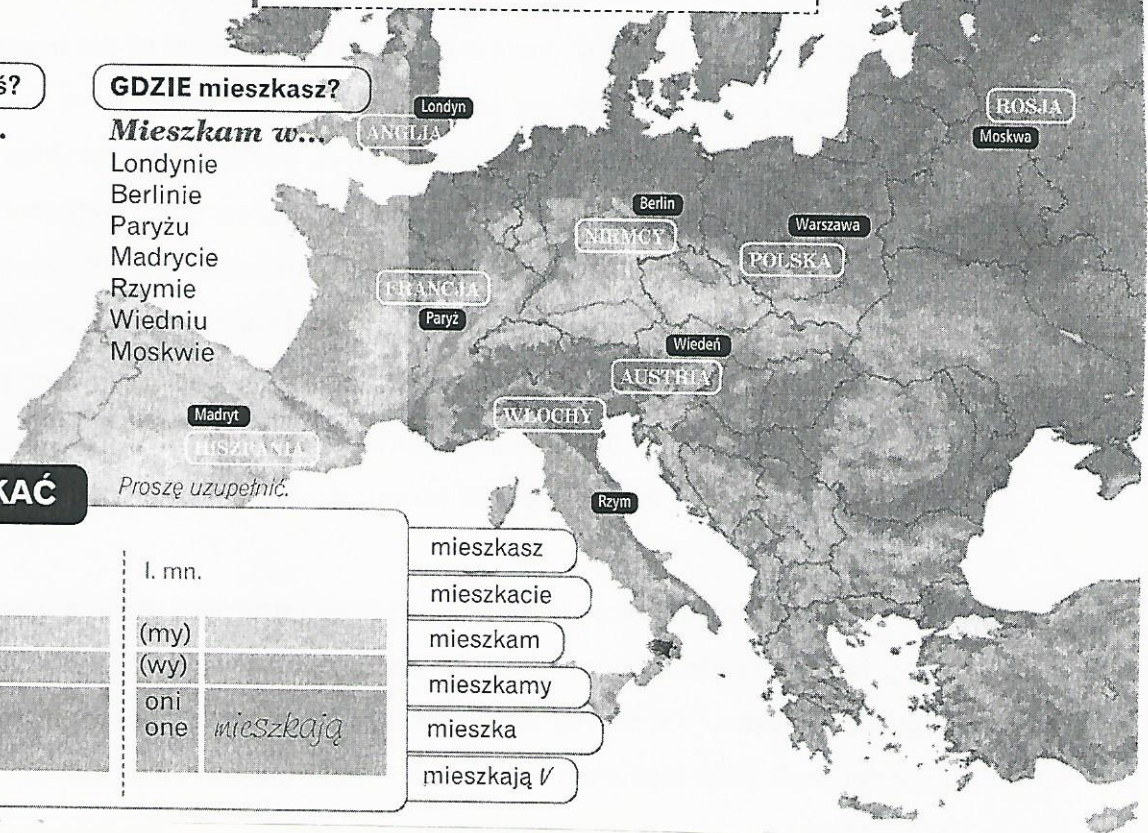 ś?
.
GDZIE mieszkasz?
Mieszkam w...
Londynie
Berlinie
Paryżu
Madrycie
Rzymie
Wiedniu
Moskwie
Londyn
ANGLIA
ROSJA
Moskwa
Berlin
NIEMCY
Warszawa
POLSKA
FRANCJA
Paryż
Wiedeń
AUSTRIA
WŁOCHY
Madryt
HISZPANIA
Rzym
KAĆ
Proszę uzupełnić.
l. mn.
(my)
(wy)
oni
one mieszkają
mieszkasz
mieszkacie
mieszkam
mieszkamy
mieszka
mieszkają V